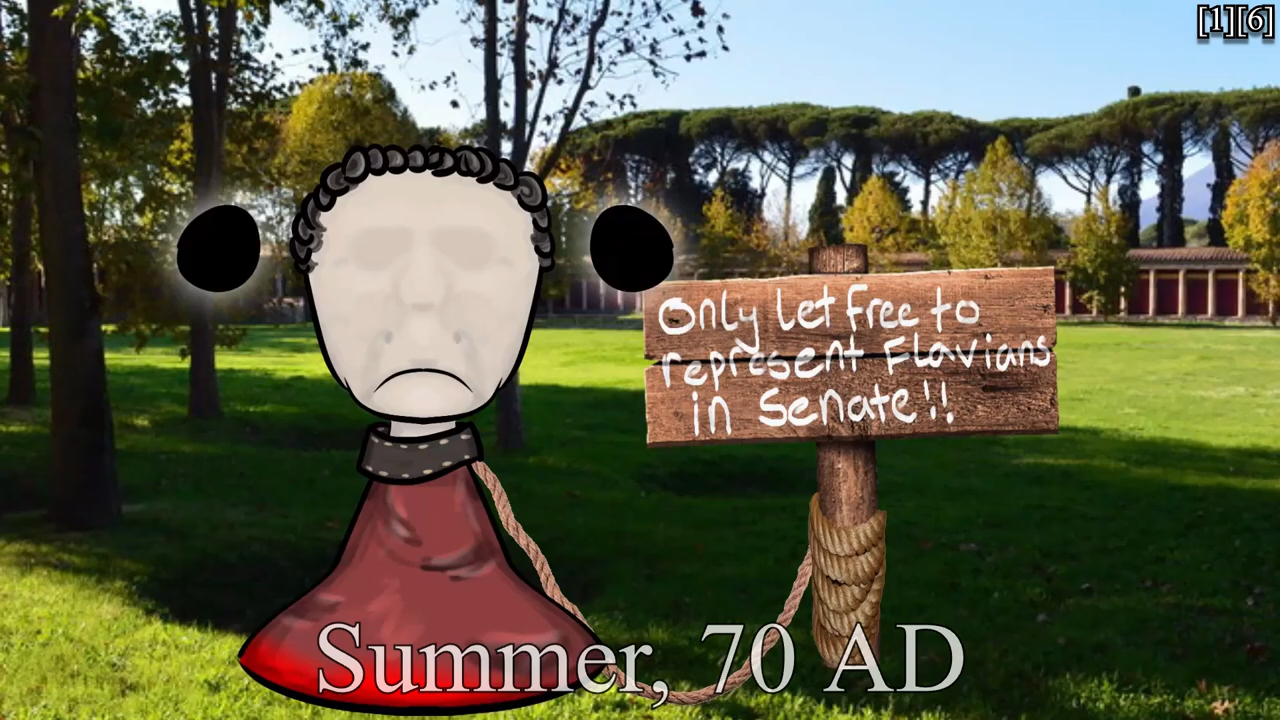 [1][6]
Only let free to
represent Flavians
in Senate!!
Summer, 70 AD